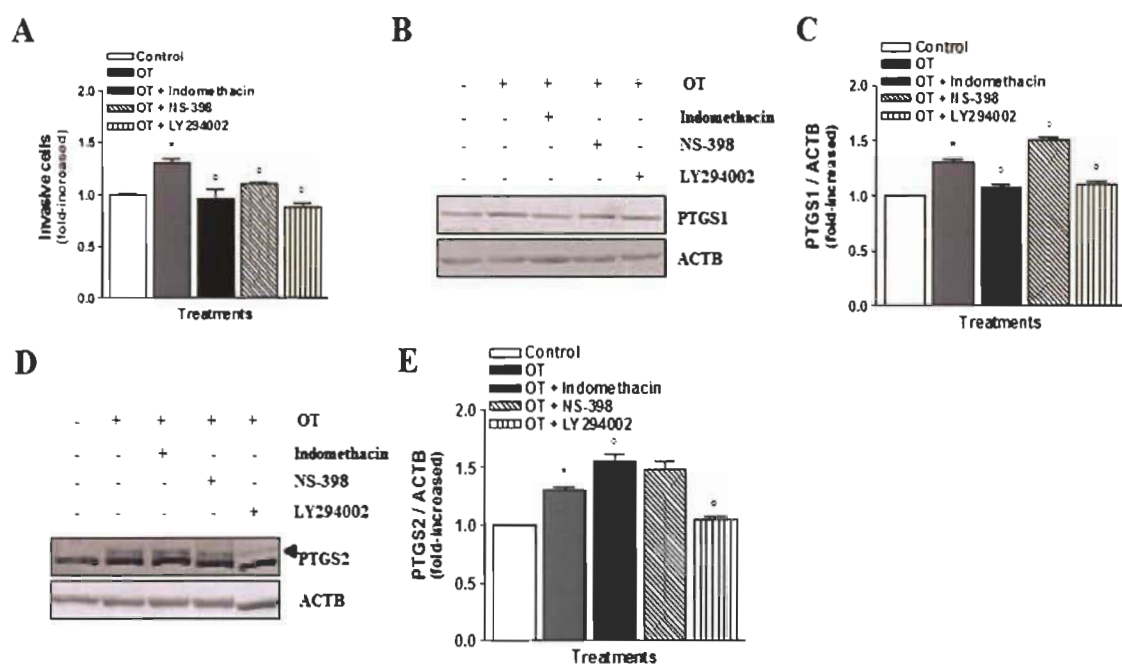 A
Control
OT
OT + Indomethacin
OT + NS-398
OT + LY294002
Invasive cells
(fold-increased)
2.0
1.5
1.0
0.5
0.0
*
°
°
°
Treatments
B
- + + + + OT
- - + - - Indomethacin
- - - + - NS-398
- - - - + LY294002
PTGS1
ACTB
C
Control
OT
OT + Indomethacin
OT + NS-398
OT + LY294002
PTGS1 / ACTB
(fold-increased)
2.0
1.5
1.0
0.5
0.0
*
°
°
°
Treatments
D
- + + + + OT
- - + - - Indomethacin
- - - + - NS-398
- - - - + LY294002
PTGS2
ACTB
E
Control
OT
OT + Indomethacin
OT + NS-398
OT + LY294002
PTGS2 / ACTB
(fold-increased)
2.0
1.5
1.0
0.5
0.0
*
°
°
Treatments